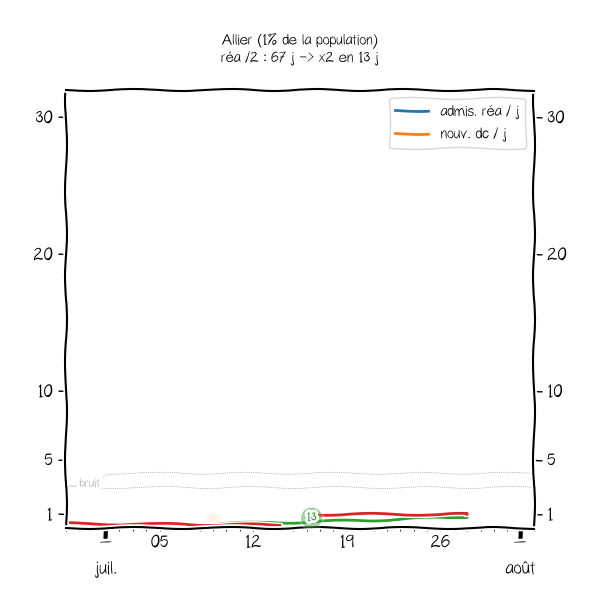 Allier (1% de la population)
réa /2 : 67 j -> x2 en 13 j
admis. réa / j
nouv. dc / j
30
30
20
20
10
10
5
5
bruit
1
1
13
05
12
19
26
juil.
août